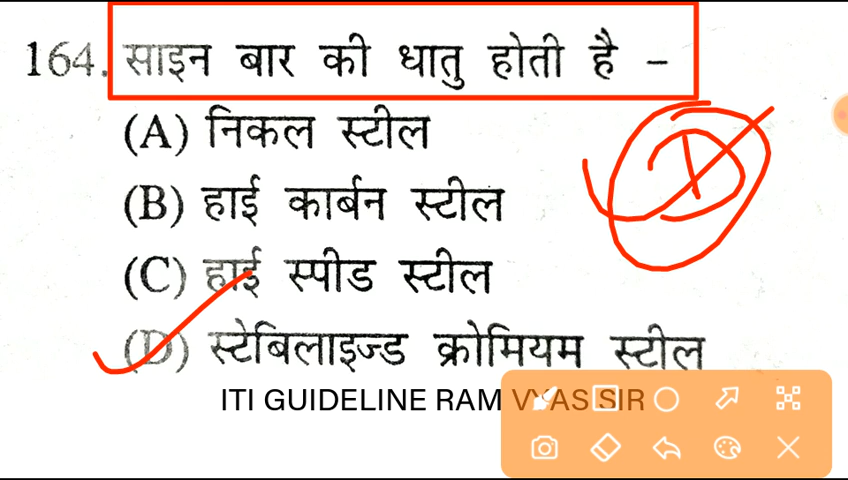 164. साइन बार की धातु होती है –
(A) निकल स्टील
(B) हाई कार्बन स्टील
(C) हाई स्पीड स्टील
(D) स्टेबिलाइज्ड क्रोमियम स्टील
D
ITI GUIDELINE RAM VYAS SIR